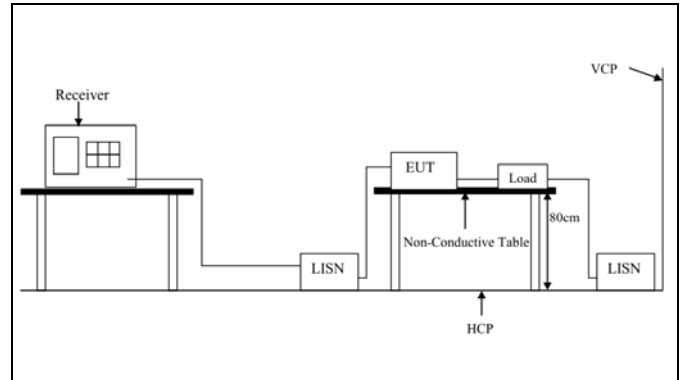 VCP
Receiver
EUT
Load
80cm
Non-Conductive Table
LISN
LISN
HCP